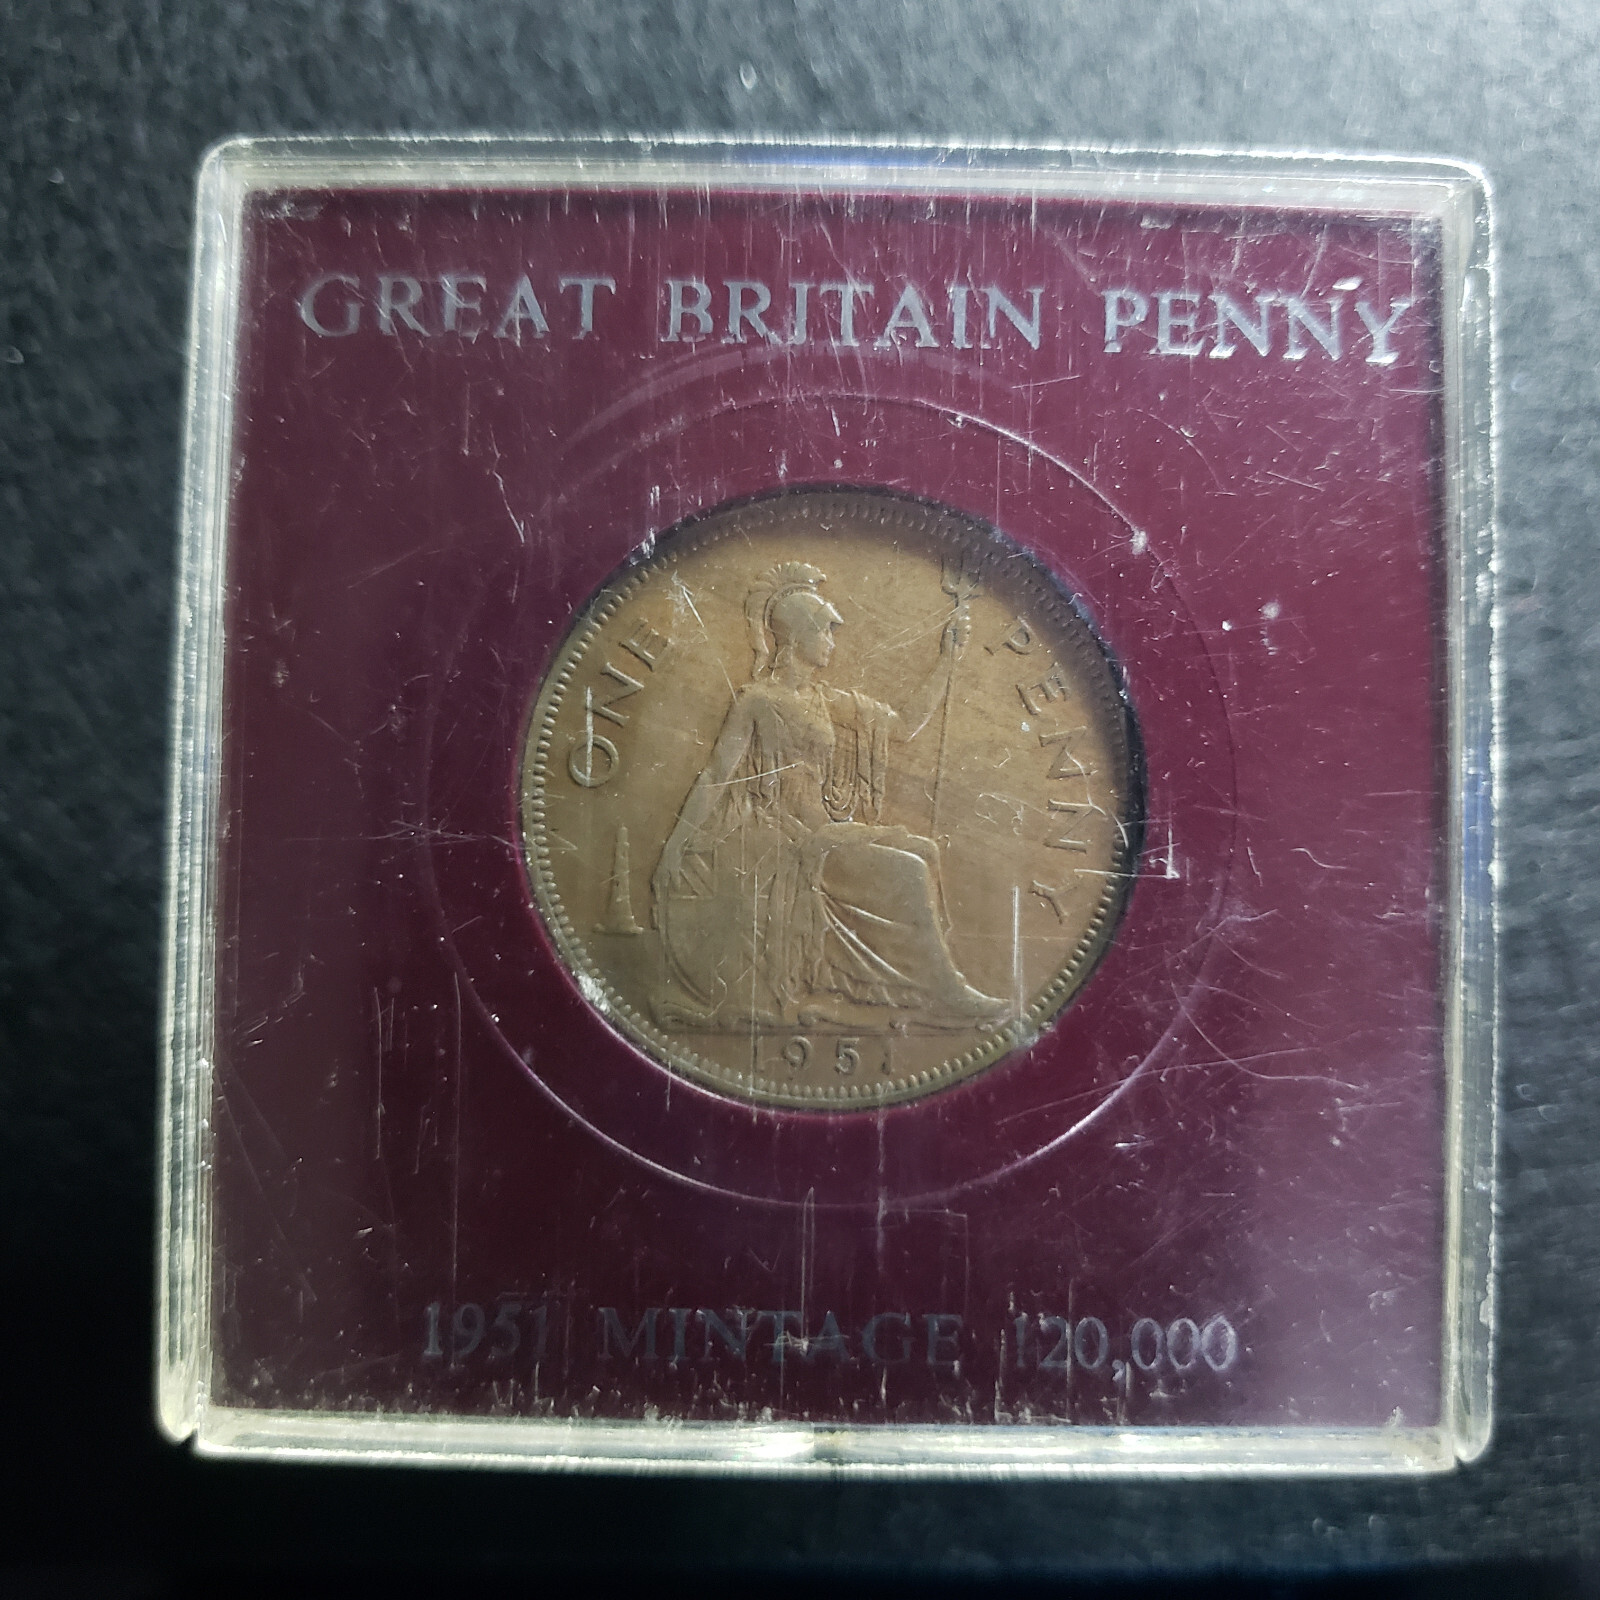 GREAT BRITAIN PENNY
ONE PENNY
1951
1951 MINTAGE 120,000